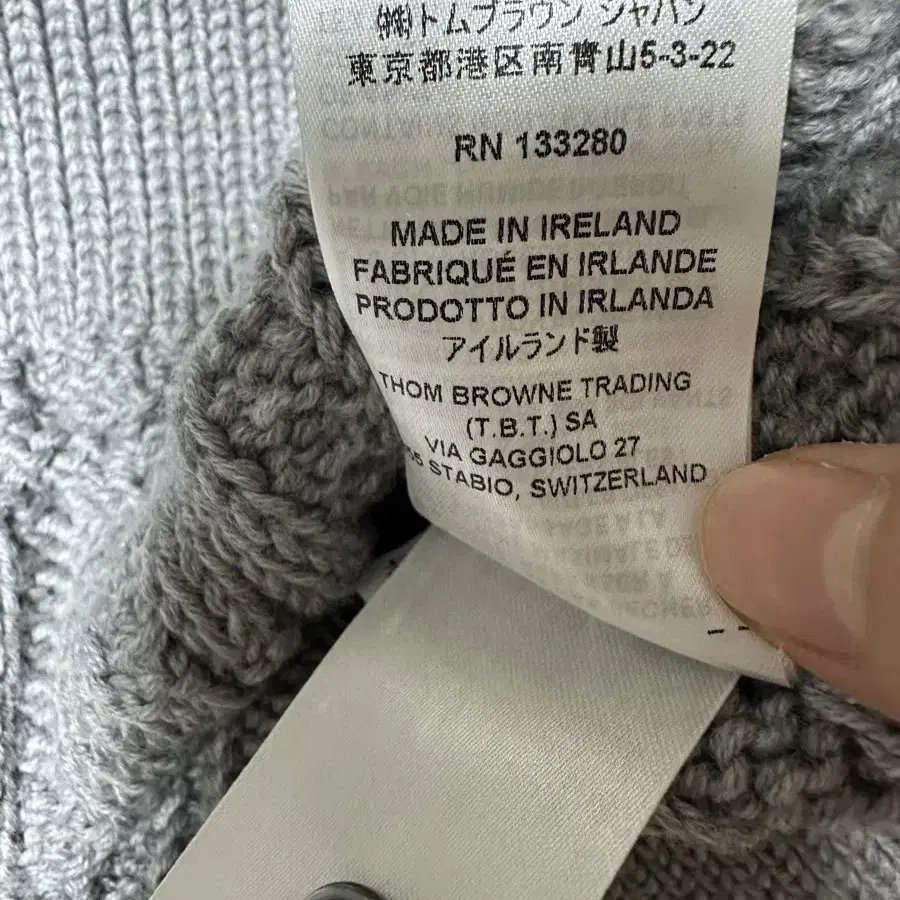 ㈱トムブラウン ジャパン
東京都港区南青山5-3-22
RN 133280
MADE IN IRELAND
FABRIQUÉ EN IRLANDE
PRODOTTO IN IRLANDA
アイルランド製
THOM BROWNE TRADING
(T.B.T.) SA
VIA GAGGIOLO 27
STABIO, SWITZERLAND